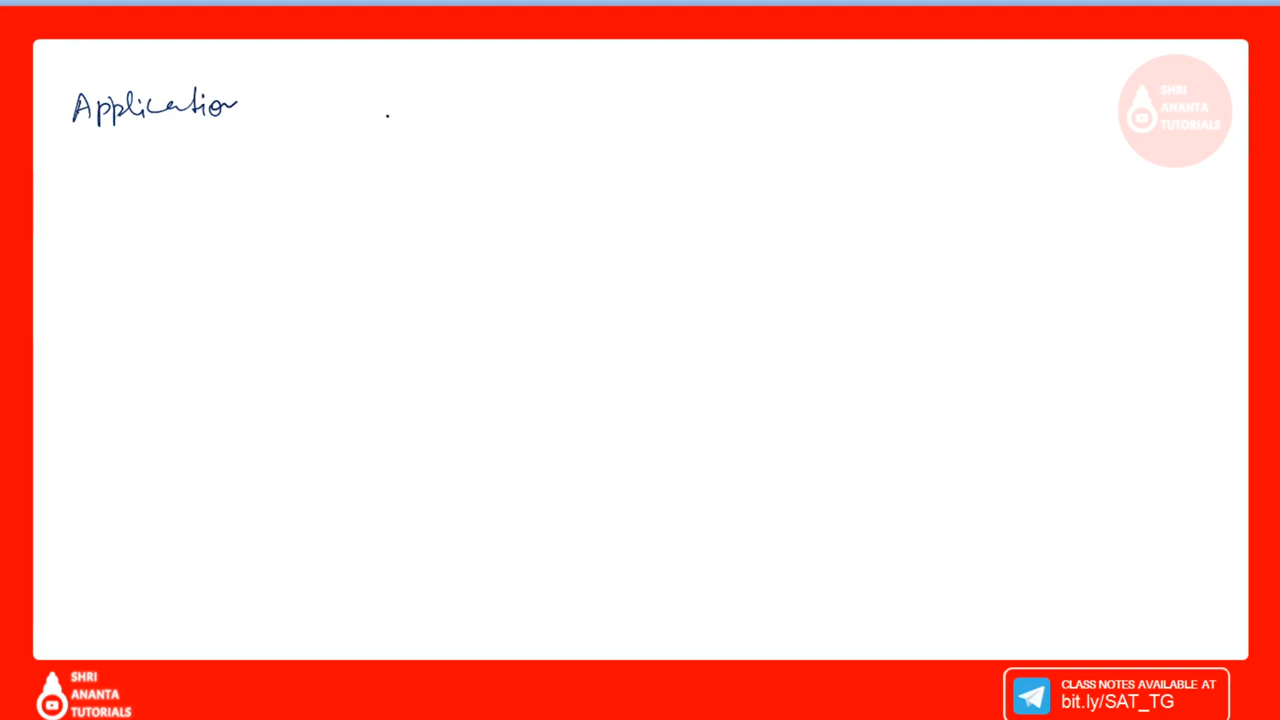 Application
SHRI
ANANTA
TUTORIALS
SHRI
ANANTA
TUTORIALS
CLASS NOTES AVAILABLE AT
bit.ly/SAT_TG